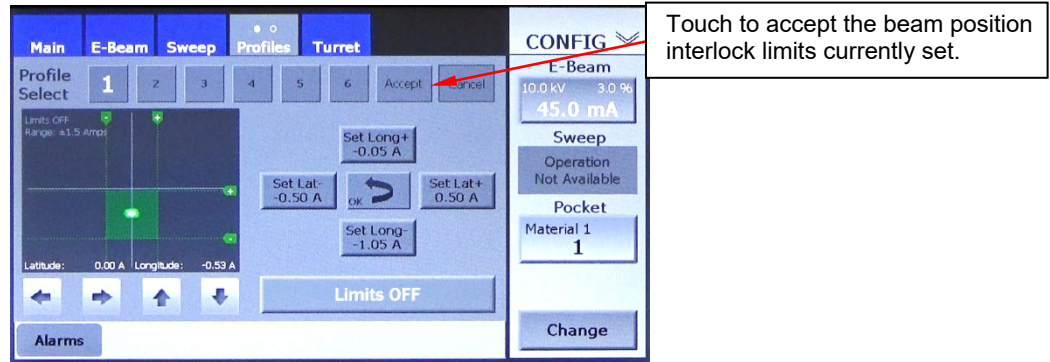 Main E-Beam Sweep Profiles Turret
Profile
Select
1 2 3 4 5 6 Accept Cancel
Limits OFF
Range: ±1.5 Amps
Set Long+
-0.05 A
Set Lat-
-0.50 A
OK
Set Lat+
0.50 A
Set Long-
-1.05 A
Latitude: 0.00 A Longitude: -0.53 A
Limits OFF
Alarms
CONFIG
E-Beam
10.0 kV 3.0 %
45.0 mA
Sweep
Operation
Not Available
Pocket
Material 1
1
Change
Touch to accept the beam position
interlock limits currently set.